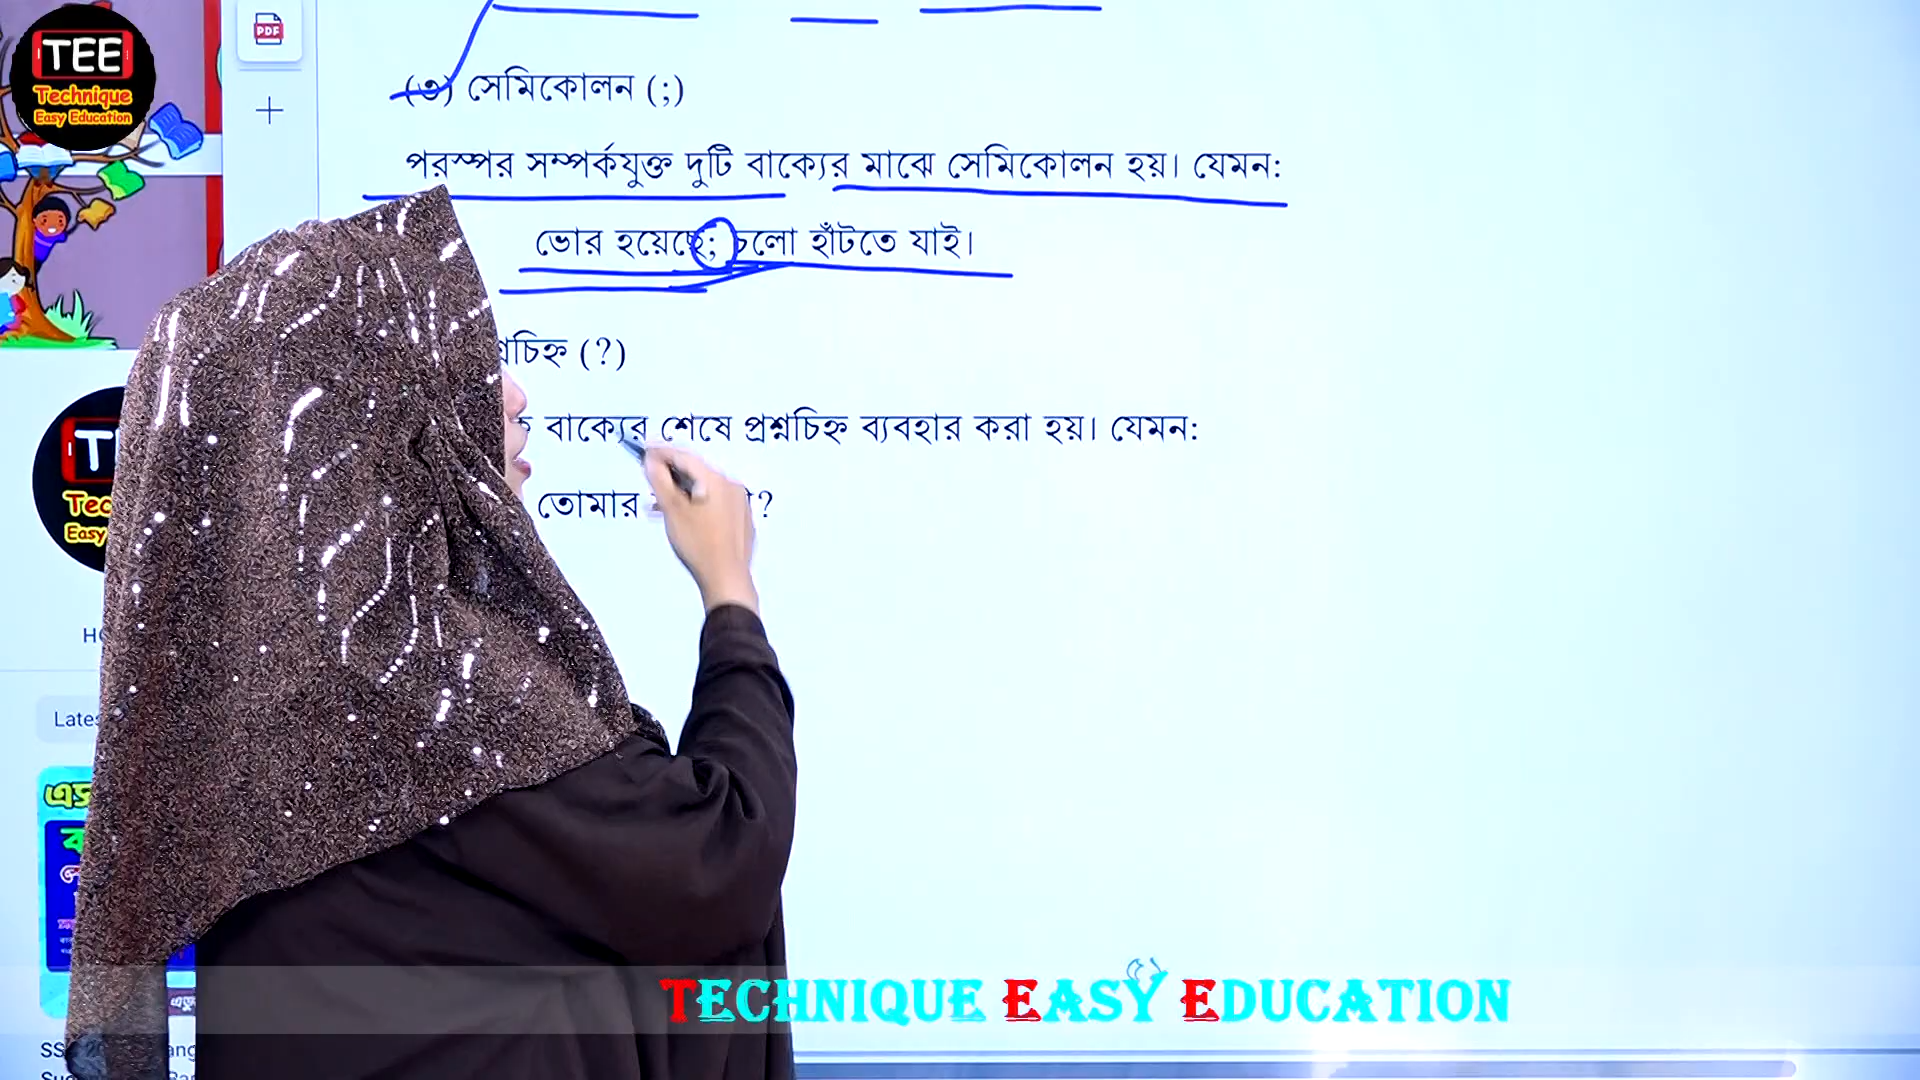 TEE
Technique
Easy Education
PDF
(৩) সেমিকোলন (;)
পরস্পর সম্পর্কযুক্ত দুটি বাক্যের মাঝে সেমিকোলন হয়। যেমন:
ভোর হয়েছে; চলো হাঁটতে যাই।
(?)
বাক্যের শেষে প্রশ্নচিহ্ন ব্যবহার করা হয়। যেমন:
তোমার ?
TECHNIQUE EASY EDUCATION